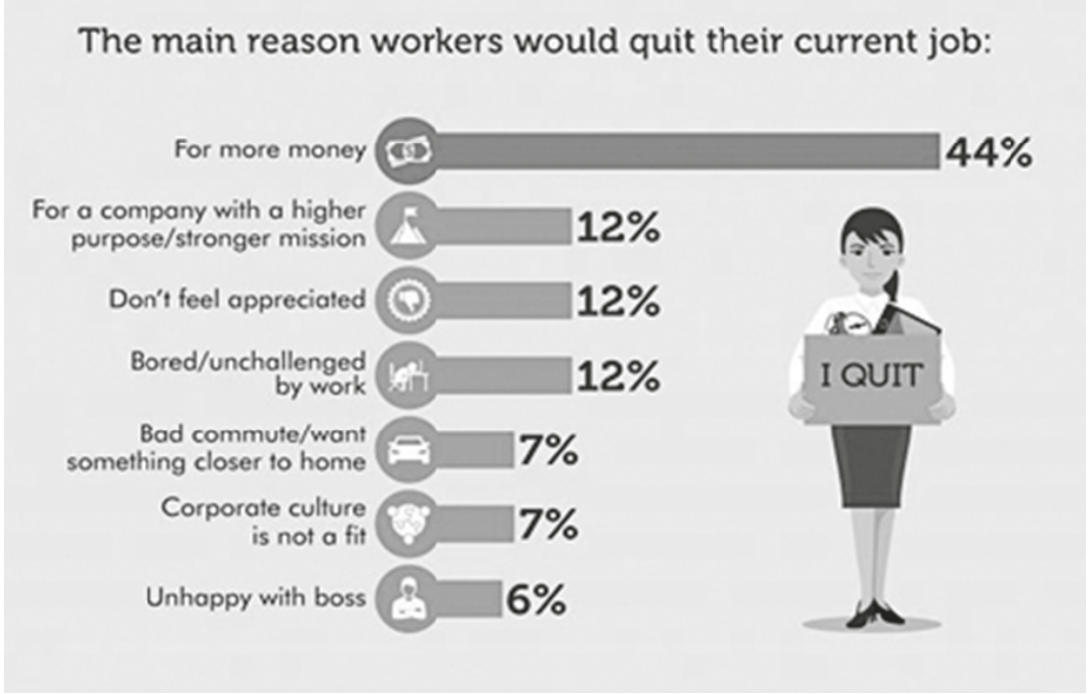 The main reason workers would quit their current job:
For more money
44%
For a company with a higher
purpose/stronger mission
12%
Don't feel appreciated
12%
Bored/unchallenged
by work
12%
Bad commute/want
something closer to home
7%
Corporate culture
is not a fit
7%
Unhappy with boss
6%
I QUIT